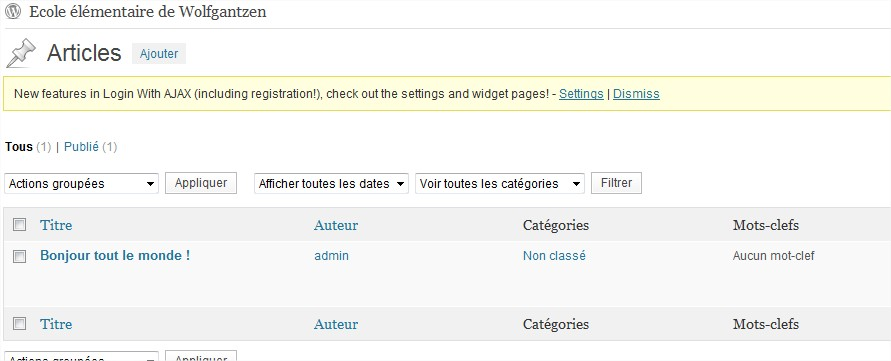 Ecole élémentaire de Wolfgantzen
Articles Ajouter
New features in Login With AJAX (including registration!), check out the settings and widget pages! - Settings | Dismiss
Tous (1) | Publié (1)
Actions groupées Appliquer Afficher toutes les dates Voir toutes les catégories Filtrer
Titre Auteur Catégories Mots-clefs
Bonjour tout le monde ! admin Non classé Aucun mot-clef
Titre Auteur Catégories Mots-clefs
Actions groupées Appliquer